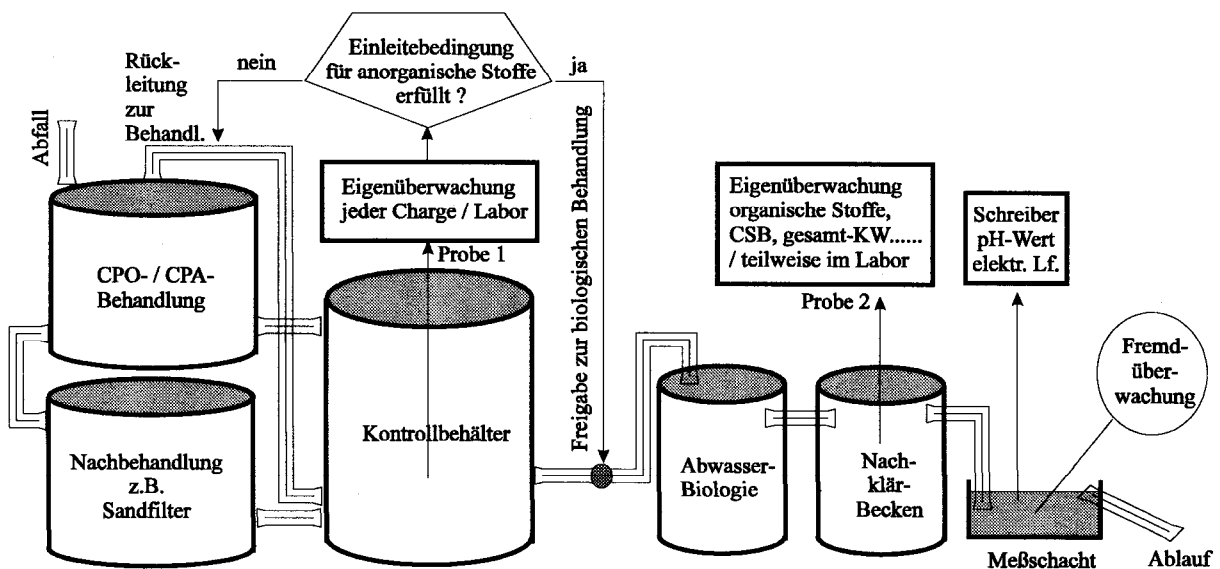 Einleitebedingung
für anorganische Stoffe
erfüllt ?
nein
ja
Rück-
leitung
zur
Behandl.
Abfall
Eigenüberwachung
jeder Charge / Labor
Probe 1
Freigabe zur biologischen Behandlung
Eigenüberwachung
organische Stoffe,
CSB, gesamt-KW......
/ teilweise im Labor
Probe 2
Schreiber
pH-Wert
elektr. Lf.
Fremd-
über-
wachung
CPO- / CPA-
Behandlung
Nachbehandlung
z.B.
Sandfilter
Kontrollbehälter
Abwasser-
Biologie
Nach-
klär-
Becken
Meßschacht
Ablauf